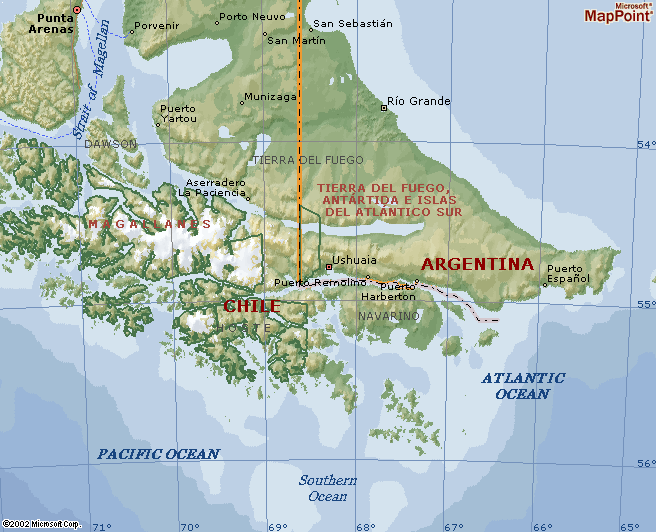 Microsoft®
MapPoint®
Punta
Arenas
Porvenir
Porto Neuvo
San Sebastián
San Martín
Strait of Magellan
Munizaga
Río Grande
Puerto
Yartou
DAWSON
54°
TIERRA DEL FUEGO
Aserradero
La Paciencia
TIERRA DEL FUEGO,
ANTÁRTIDA E ISLAS
DEL ATLÁNTICO SUR
MAGALLANES
Ushuaia
ARGENTINA
Puerto Remolino
Puerto
Harberton
Puerto
Español
CHILE
55°
HOSTE
NAVARINO
ATLANTIC
OCEAN
PACIFIC OCEAN
56°
Southern
Ocean
©2002 Microsoft Corp.
71°
70°
69°
68°
67°
66°
65°